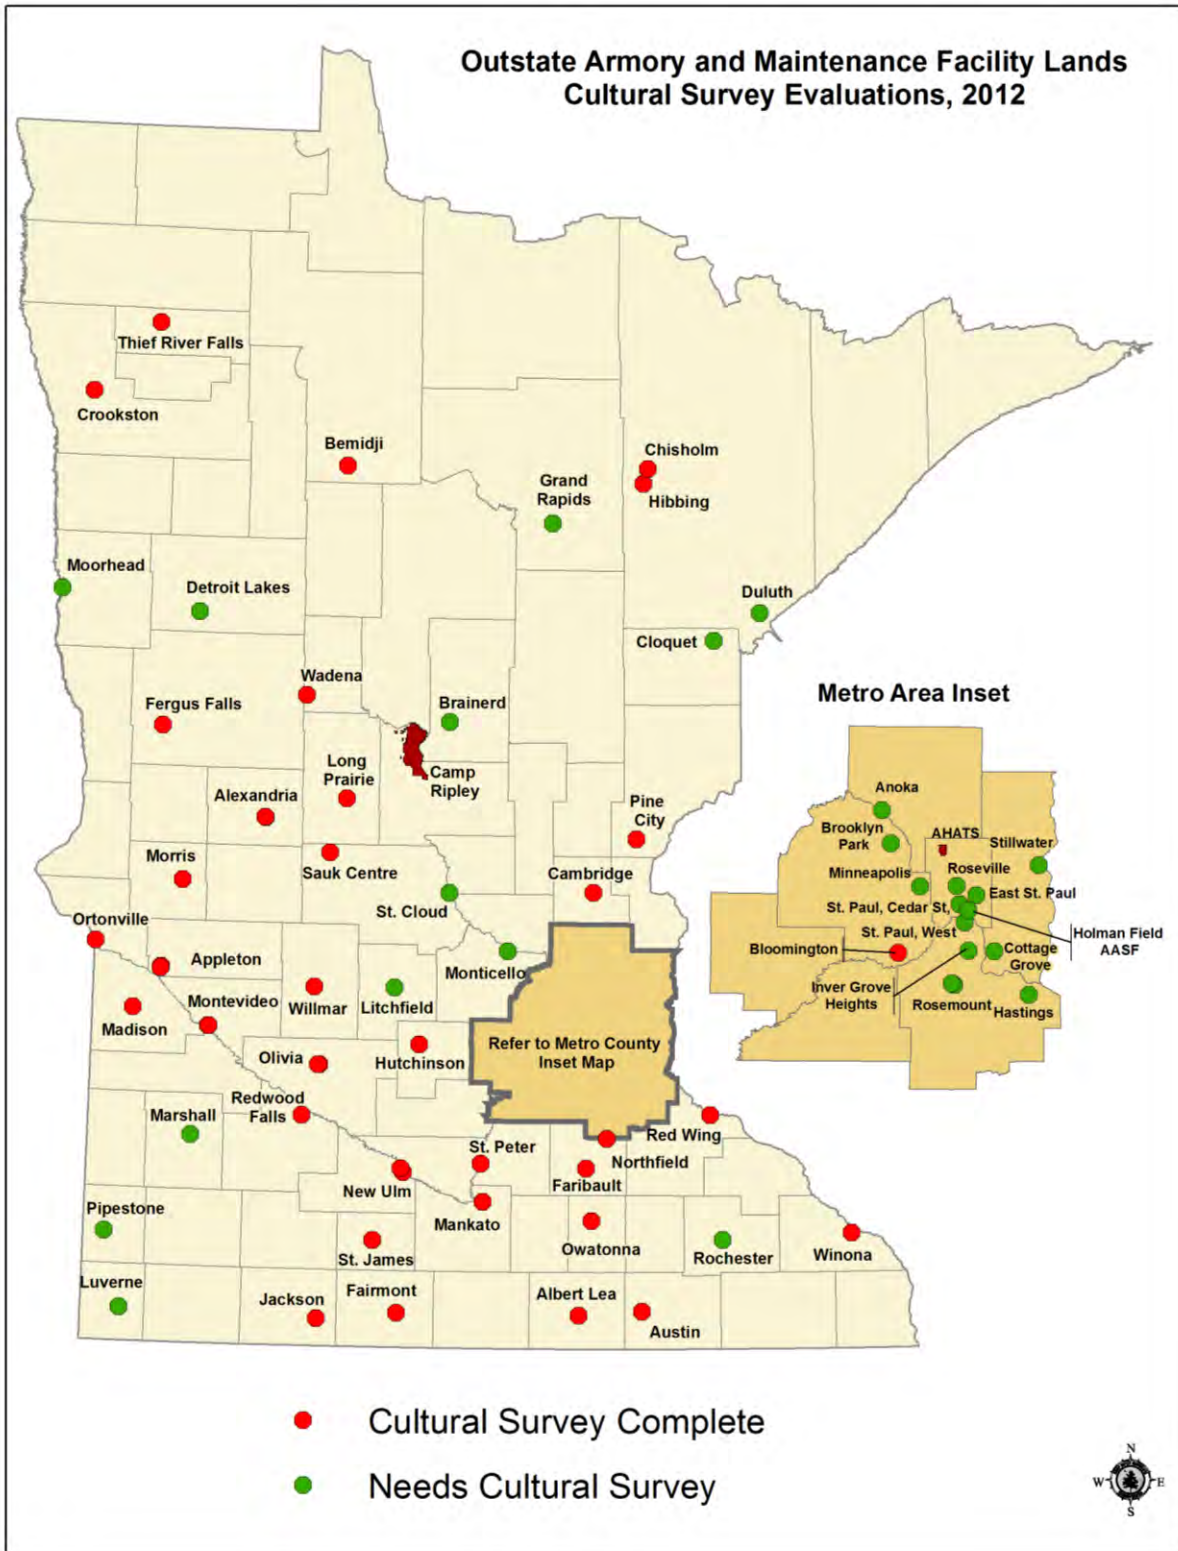 Outstate Armory and Maintenance Facility Lands
Cultural Survey Evaluations, 2012
Thief River Falls
Crookston
Bemidji
Chisholm
Grand
Rapids
Hibbing
Moorhead
Detroit Lakes
Duluth
Cloquet
Wadena
Fergus Falls
Brainerd
Long
Prairie
Camp
Ripley
Alexandria
Pine
City
Morris
Sauk Centre
Cambridge
St. Cloud
Ortonville
Appleton
Monticello
Montevideo
Willmar
Litchfield
Madison
Olivia
Hutchinson
Refer to Metro County
Inset Map
Redwood
Falls
Marshall
Red Wing
St. Peter
Northfield
Faribault
New Ulm
Mankato
Pipestone
St. James
Owatonna
Rochester
Winona
Luverne
Jackson
Fairmont
Albert Lea
Austin
Metro Area Inset
Anoka
Brooklyn
Park
AHATS
Stillwater
Minneapolis
Roseville
East St. Paul
St. Paul, Cedar St,
St. Paul, West
Holman Field
AASF
Bloomington
Cottage
Grove
Inver Grove
Heights
Rosemount
Hastings
Cultural Survey Complete
Needs Cultural Survey
N
W
E
S